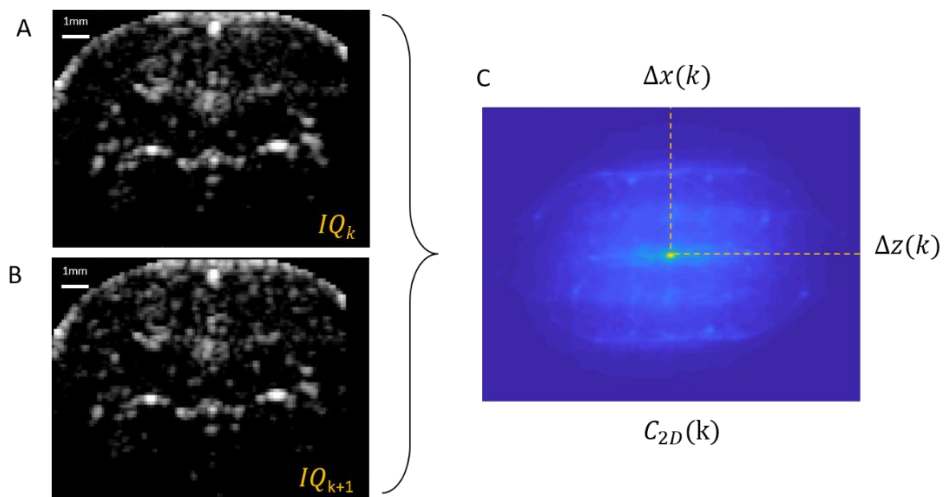 A
1mm
IQₖ
B
1mm
IQₖ₊₁
C
Δx(k)
Δz(k)
C₂D(k)